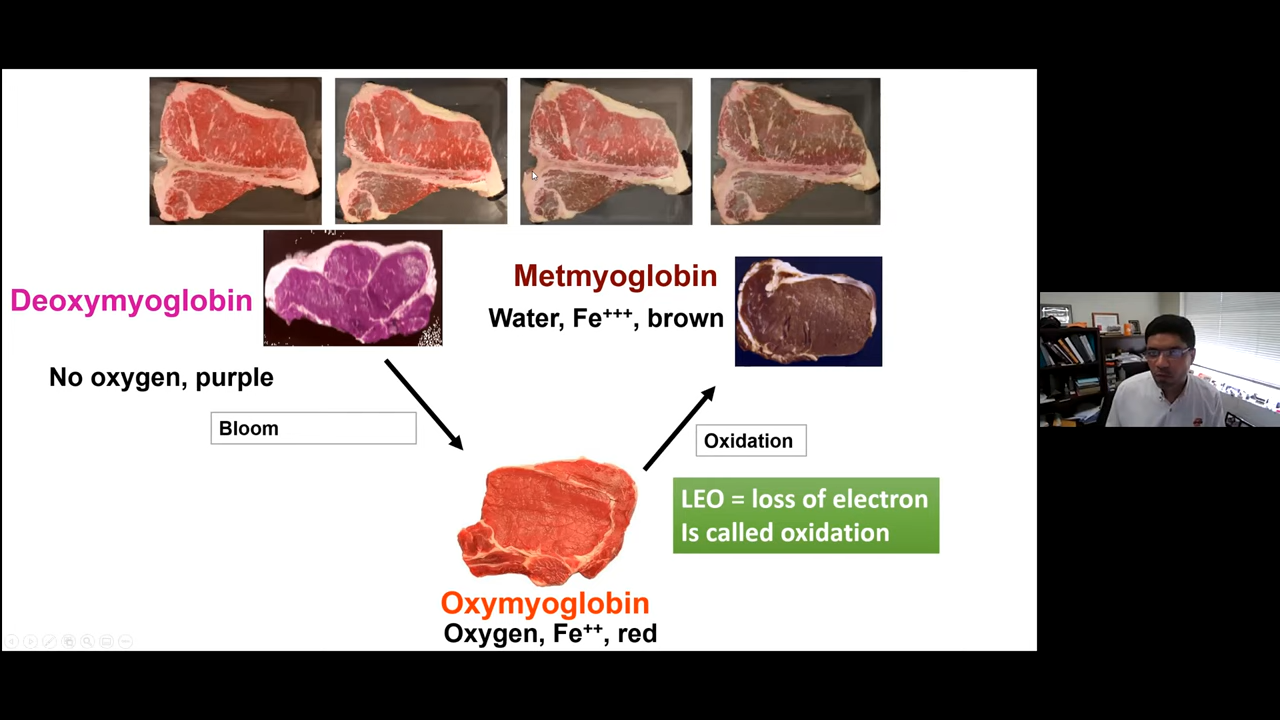 Deoxymyoglobin
No oxygen, purple
Bloom
Metmyoglobin
Water, Fe+++, brown
Oxidation
LEO = loss of electron
Is called oxidation
Oxymyoglobin
Oxygen, Fe++, red